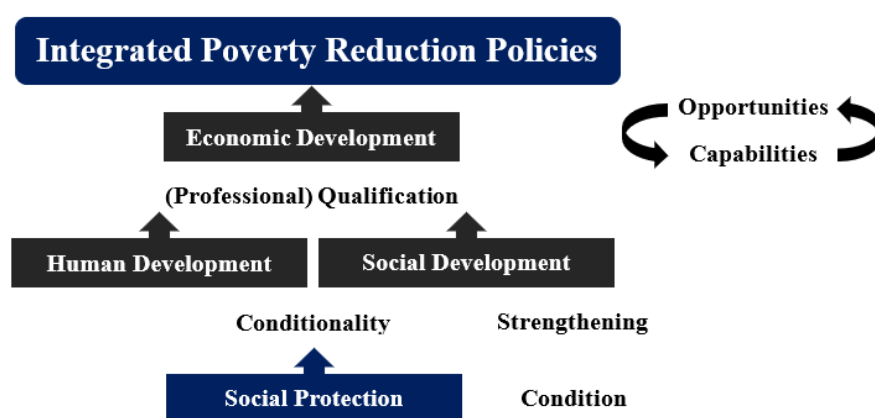 Integrated Poverty Reduction Policies
Economic Development
Opportunities
Capabilities
(Professional) Qualification
Human Development
Social Development
Conditionality
Strengthening
Social Protection
Condition